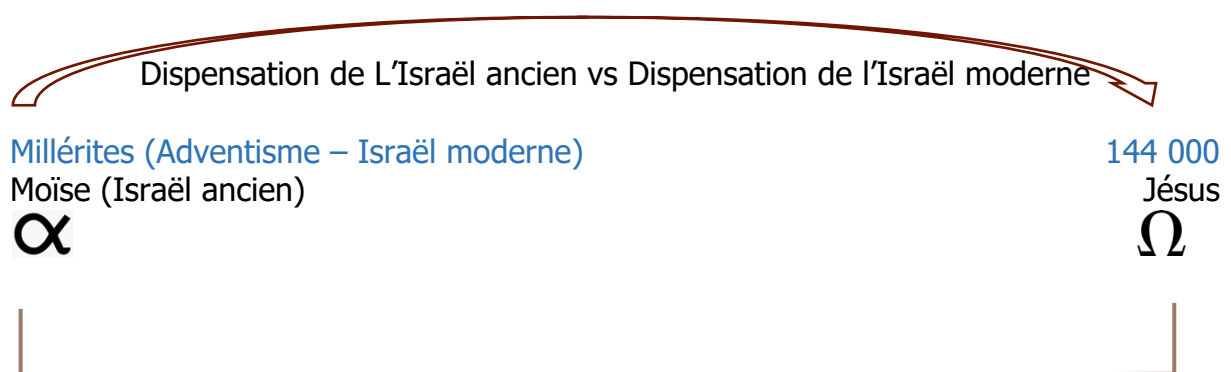 Dispensation de L’Israël ancien vs Dispensation de l’Israël moderne
Millérites (Adventisme – Israël moderne) 144 000
Moïse (Israël ancien) Jésus
α Ω